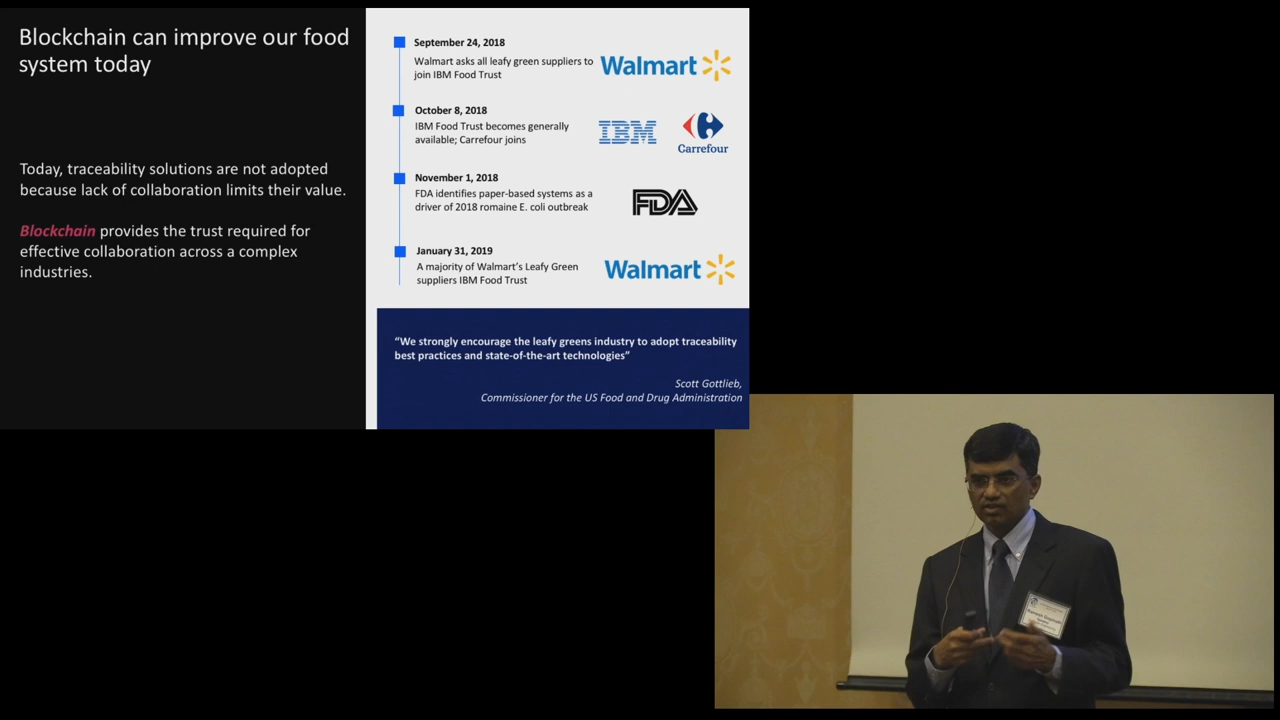 Blockchain can improve our food
system today
Today, traceability solutions are not adopted
because lack of collaboration limits their value.
Blockchain provides the trust required for
effective collaboration across a complex
industries.
September 24, 2018
Walmart asks all leafy green suppliers to
join IBM Food Trust
Walmart
October 8, 2018
IBM Food Trust becomes generally
available; Carrefour joins
IBM
Carrefour
November 1, 2018
FDA identifies paper-based systems as a
driver of 2018 romaine E. coli outbreak
FDA
January 31, 2019
A majority of Walmart's Leafy Green
suppliers IBM Food Trust
Walmart
“We strongly encourage the leafy greens industry to adopt traceability
best practices and state-of-the-art technologies”
Scott Gottlieb,
Commissioner for the US Food and Drug Administration